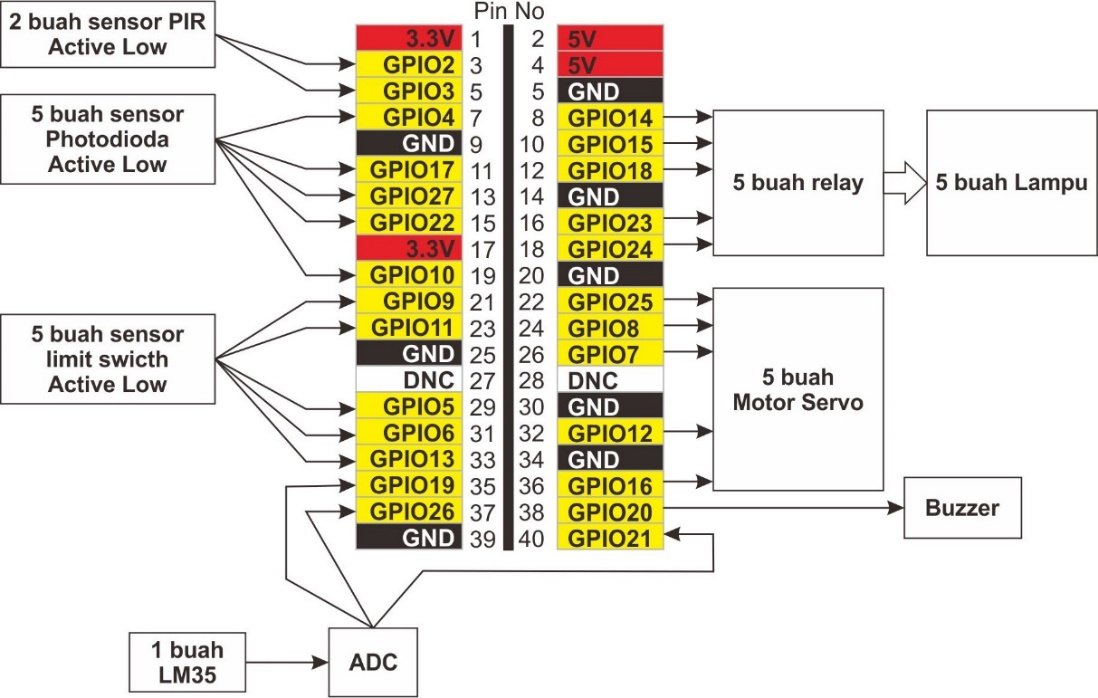 Pin No
2 buah sensor PIR
Active Low
5 buah sensor
Photodioda
Active Low
5 buah sensor
limit swicth
Active Low
3.3V 1 2 5V
GPIO2 3 4 5V
GPIO3 5 5 GND
GPIO4 7 8 GPIO14
GND 9 10 GPIO15
GPIO17 11 12 GPIO18
GPIO27 13 14 GND
GPIO22 15 16 GPIO23
3.3V 17 18 GPIO24
GPIO10 19 20 GND
GPIO9 21 22 GPIO25
GPIO11 23 24 GPIO8
GND 25 26 GPIO7
DNC 27 28 DNC
GPIO5 29 30 GND
GPIO6 31 32 GPIO12
GPIO13 33 34 GND
GPIO19 35 36 GPIO16
GPIO26 37 38 GPIO20
GND 39 40 GPIO21
5 buah relay
5 buah Lampu
5 buah
Motor Servo
Buzzer
1 buah
LM35
ADC